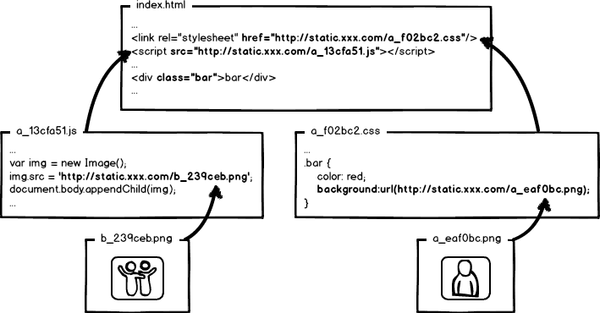 index.html
...
<link rel="stylesheet" href="http://static.xxx.com/a_f02bc2.css"/>
<script src="http://static.xxx.com/a_13cfa51.js"></script>
...
<div class="bar">bar</div>
...
a_13cfa51.js
...
var img = new Image();
img.src = 'http://static.xxx.com/b_239ceb.png';
document.body.appendChild(img);
...
a_f02bc2.css
...
.bar {
color: red;
background:url(http://static.xxx.com/a_eaf0bc.png);
}
b_239ceb.png
a_eaf0bc.png